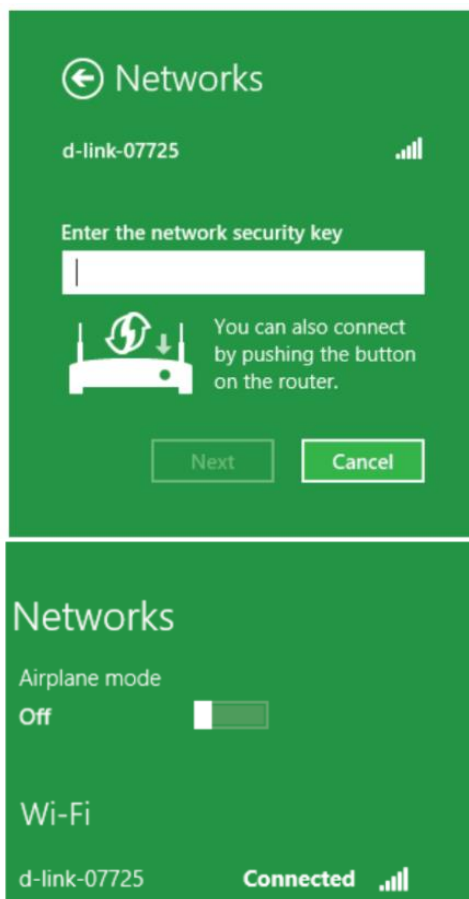 Networks
d-link-07725
Enter the network security key
You can also connect
by pushing the button
on the router.
Next Cancel
Networks
Airplane mode
Off
Wi-Fi
d-link-07725 Connected